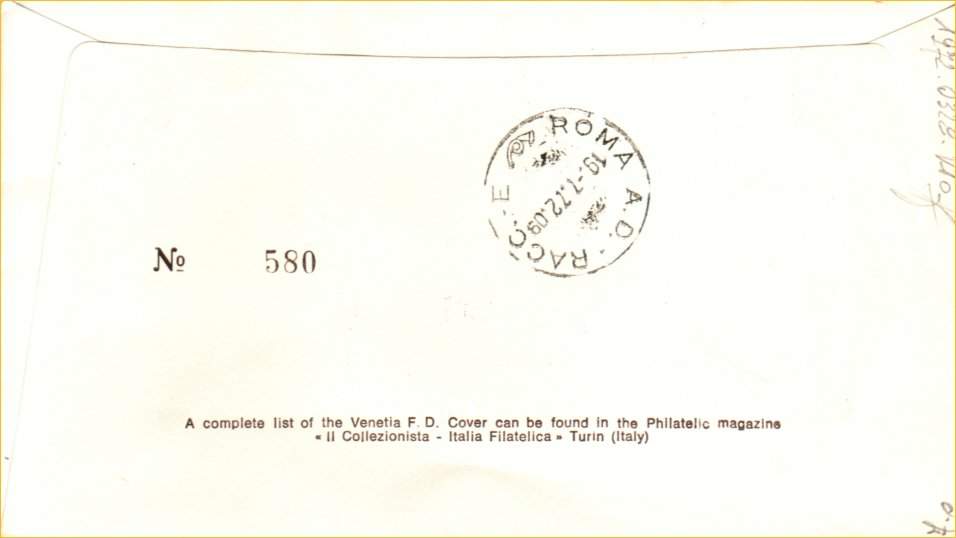 ROMA A.D. · RACC. E
19.-7.72.09
№ 580
A complete list of the Venetia F. D. Cover can be found in the Philatelic magazine
« Il Collezionista - Italia Filatelica » Turin (Italy)